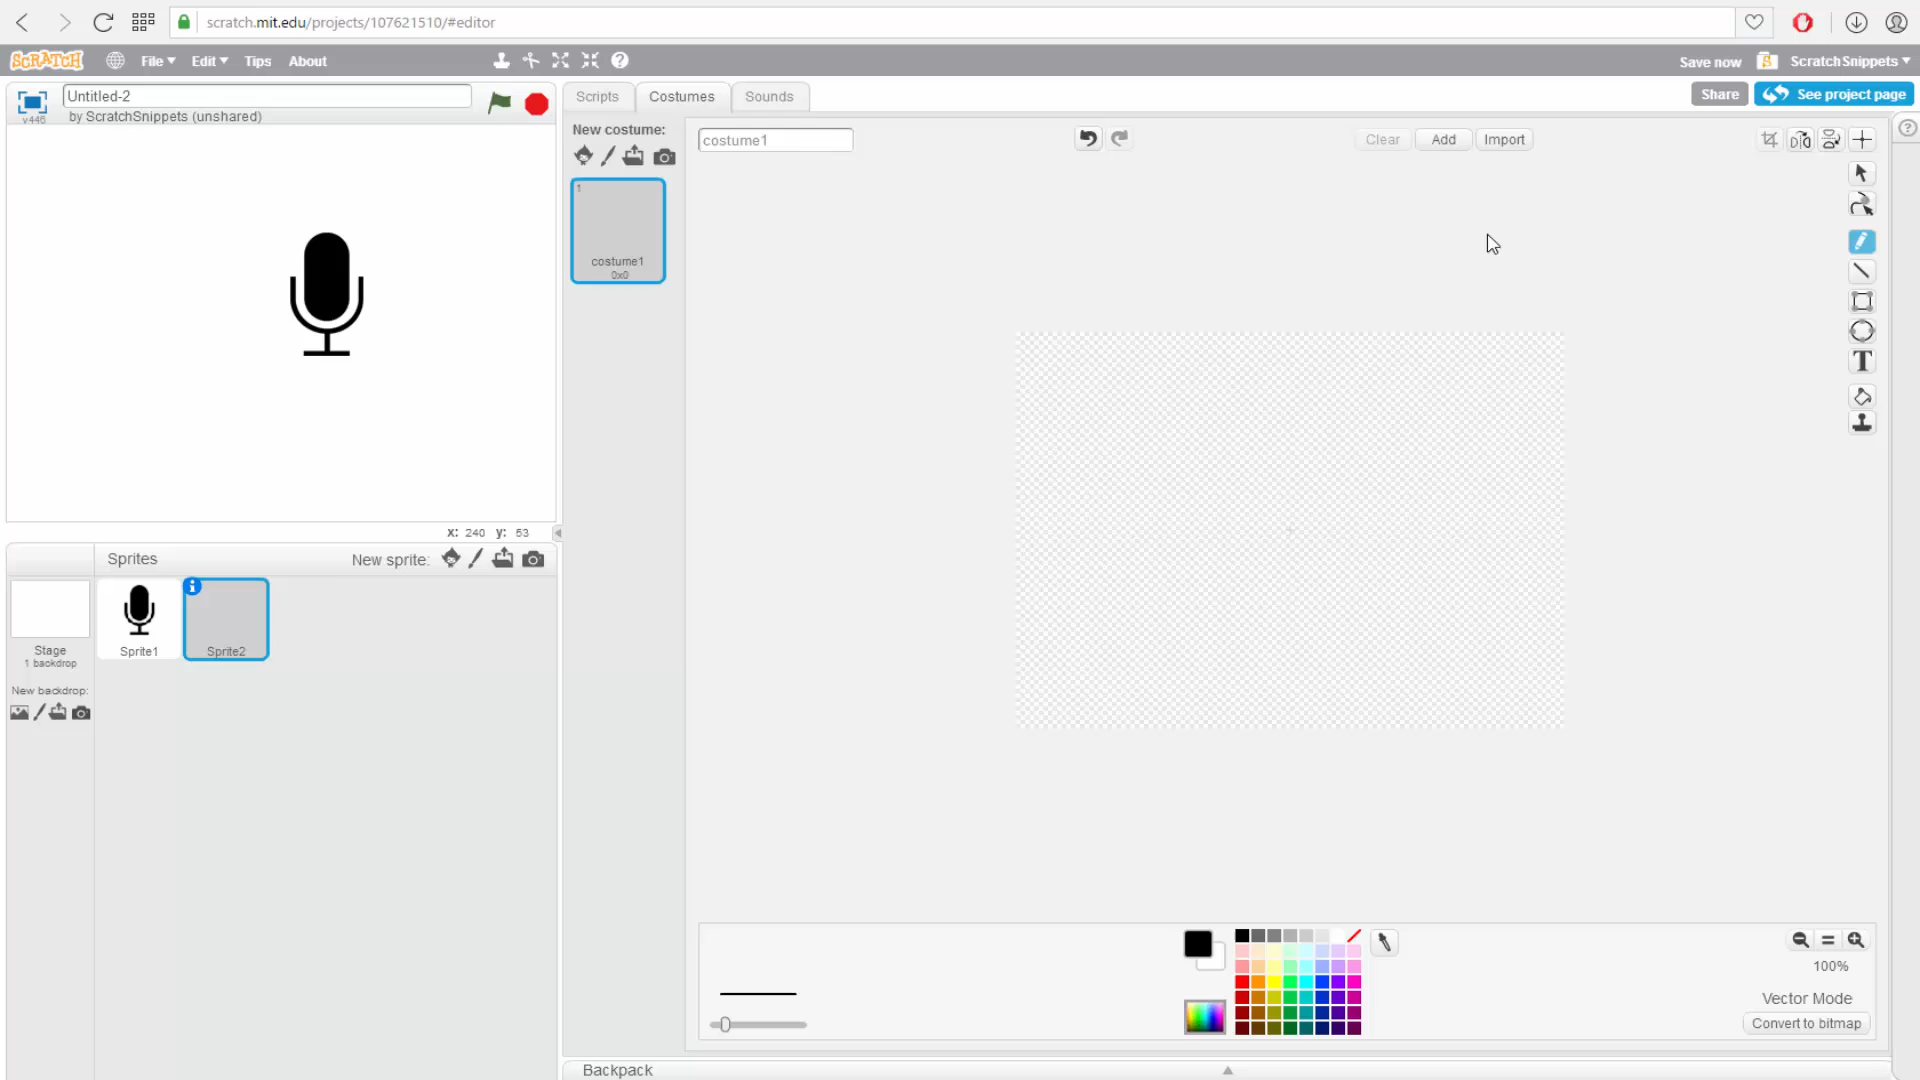 scratch.mit.edu/projects/107621510/#editor
SCRATCH File Edit Tips About Save now ScratchSnippets
Untitled-2
by ScratchSnippets (unshared)
v446
Scripts Costumes Sounds Share See project page
New costume:
costume1 Clear Add Import
1
costume1
0x0
T
x: 240 y: 53
Sprites New sprite:
Stage
1 backdrop
Sprite1 Sprite2
New backdrop:
100%
Vector Mode
Convert to bitmap
Backpack